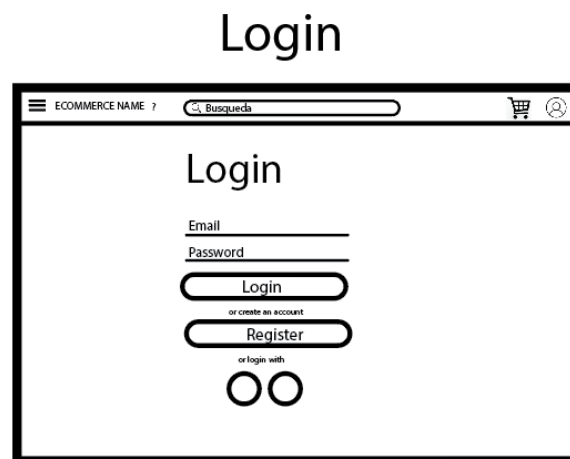 Login
ECOMMERCE NAME ? Busqueda
Login
Email
Password
Login
or create an account
Register
or login with